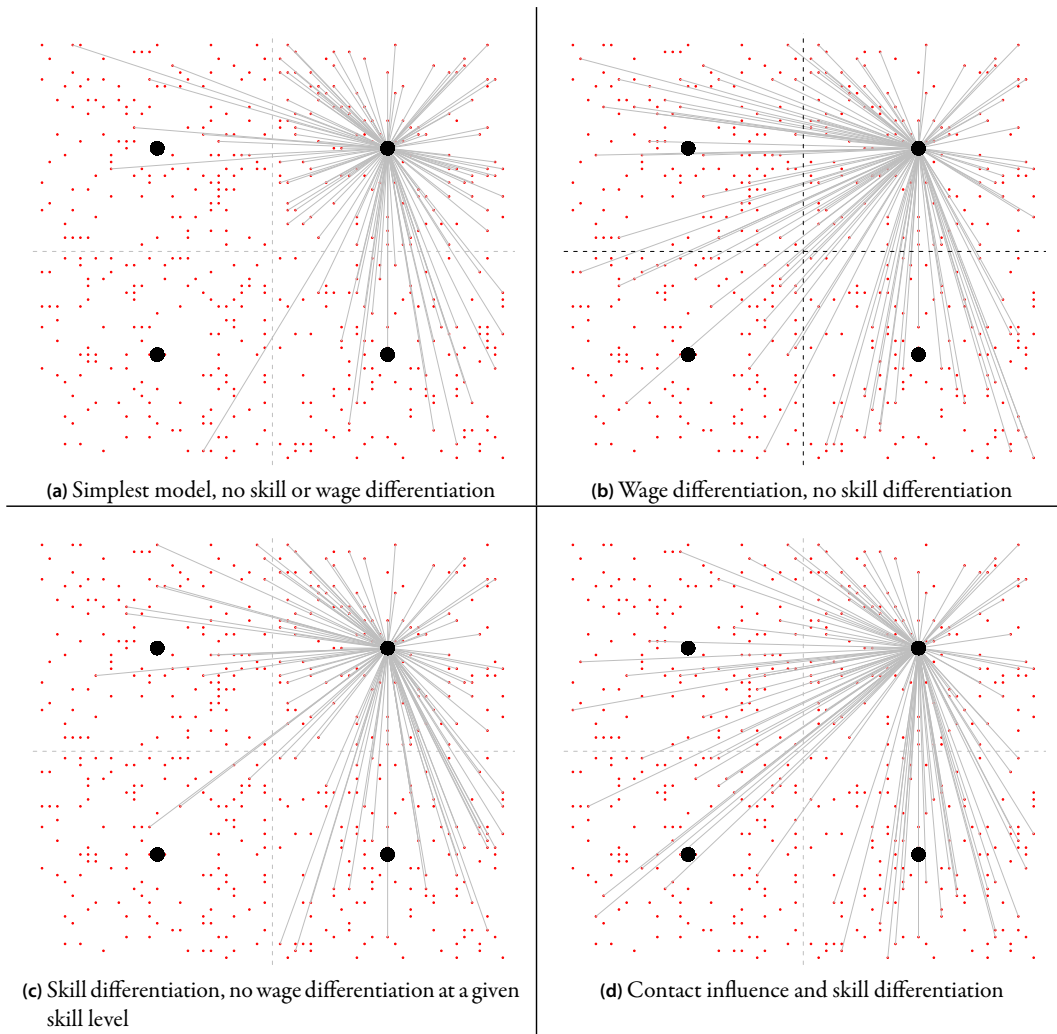 (a) Simplest model, no skill or wage differentiation
(b) Wage differentiation, no skill differentiation
(c) Skill differentiation, no wage differentiation at a given
skill level
(d) Contact influence and skill differentiation